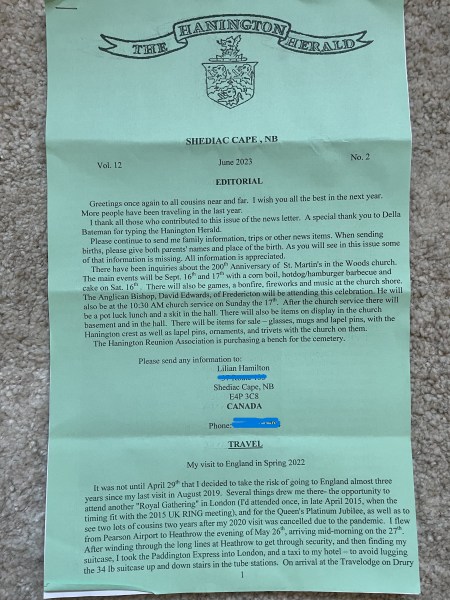 THE HANINGTON HERALD
SHEDIAC CAPE , NB
Vol. 12 June 2023 No. 2
EDITORIAL
Greetings once again to all cousins near and far. I wish you all the best in the next year.
More people have been traveling in the last year.
I thank all those who contributed to this issue of the news letter. A special thank you to Della
Bateman for typing the Hanington Herald.
Please continue to send me family information, trips or other news items. When sending
births, please give both parents' names and place of the birth. As you will see in this issue some
of that information is missing. All information is appreciated.
There have been inquiries about the 200th Anniversary of St. Martin's in the Woods church.
The main events will be Sept. 16th and 17th with a corn boil, hotdog/hamburger barbecue and
cake on Sat. 16th . There will also be games, a bonfire, fireworks and music at the church shore.
The Anglican Bishop, David Edwards, of Fredericton will be attending this celebration. He will
also be at the 10:30 AM church service on Sunday the 17th. After the church service there will
be a pot luck lunch and a skit in the hall. There will also be items on display in the church
basement and in the hall. There will be items for sale – glasses, mugs and lapel pins, with the
Hanington crest as well as lapel pins, ornaments, and trivets with the church on them.
The Hanington Reunion Association is purchasing a bench for the cemetery.
Please send any information to:
Lilian Hamilton
Shediac Cape, NB
E4P 3C8
CANADA
Phone:
TRAVEL
My visit to England in Spring 2022
It was not until April 29th that I decided to take the risk of going to England almost three
years since my last visit in August 2019. Several things drew me there- the opportunity to
attend another "Royal Gathering" in London (I'd attended once, in late April 2015, when the
timing fit with the 2015 UK RING meeting), and for the Queen's Platinum Jubilee, as well as to
see two lots of cousins two years after my 2020 visit was cancelled due to the pandemic. I flew
from Pearson Airport to Heathrow the evening of May 26th, arriving mid-morning on the 27th.
After winding through the long lines at Heathrow to get through security, and then finding my
suitcase, I took the Paddington Express into London, and a taxi to my hotel – to avoid lugging
the 34 lb suitcase up and down stairs in the tube stations. On arrival at the Travelodge on Drury
1